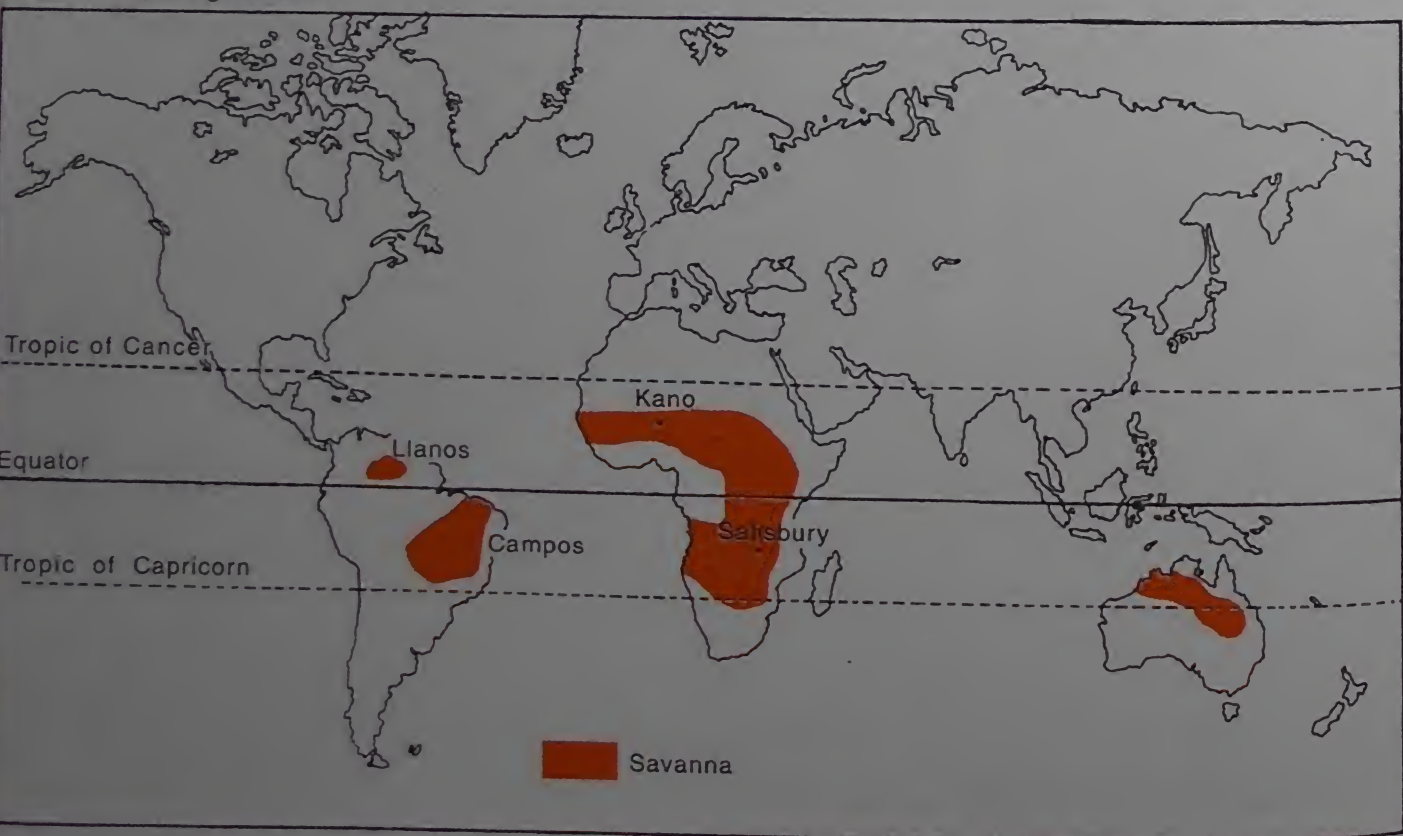 Tropic of Cancer
Kano
Llanos
Equator
Salisbury
Campos
Tropic of Capricorn
Savanna